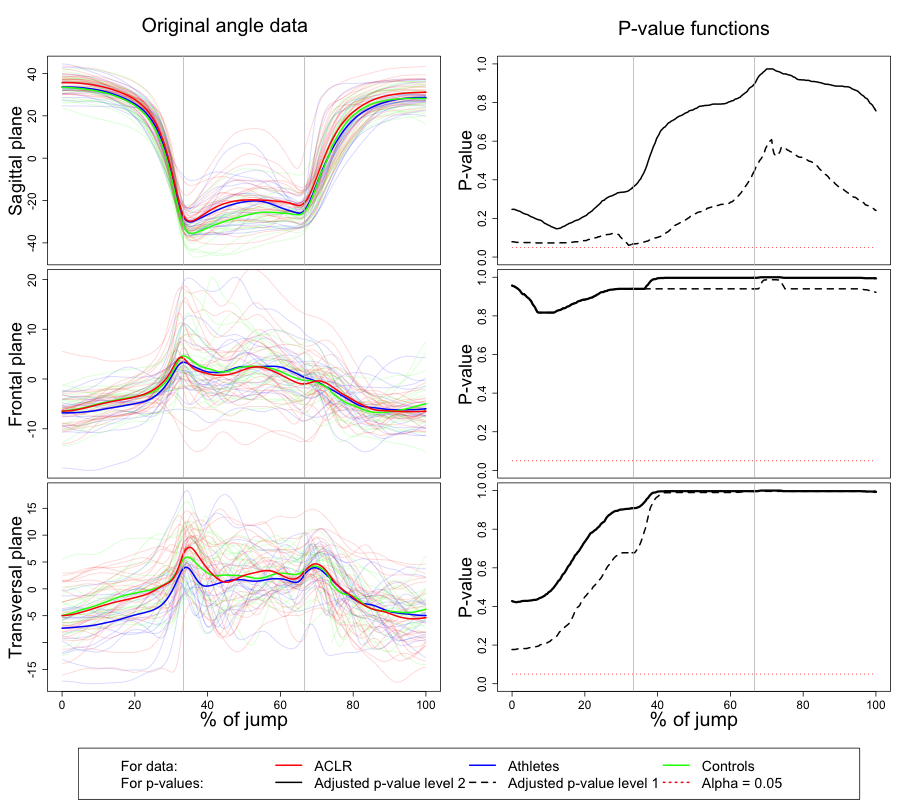 Original angle data
P-value functions
Sagittal plane
40
20
0
-20
-40
P-value
1.0
0.8
0.6
0.4
0.2
0.0
Frontal plane
20
10
0
-10
P-value
1.0
0.8
0.6
0.4
0.2
0.0
Transversal plane
15
10
5
0
-5
-15
P-value
1.0
0.8
0.6
0.4
0.2
0.0
0 20 40 60 80 100
% of jump
0 20 40 60 80 100
% of jump
For data: ACLR Athletes Controls
For p-values: Adjusted p-value level 2 Adjusted p-value level 1 Alpha = 0.05